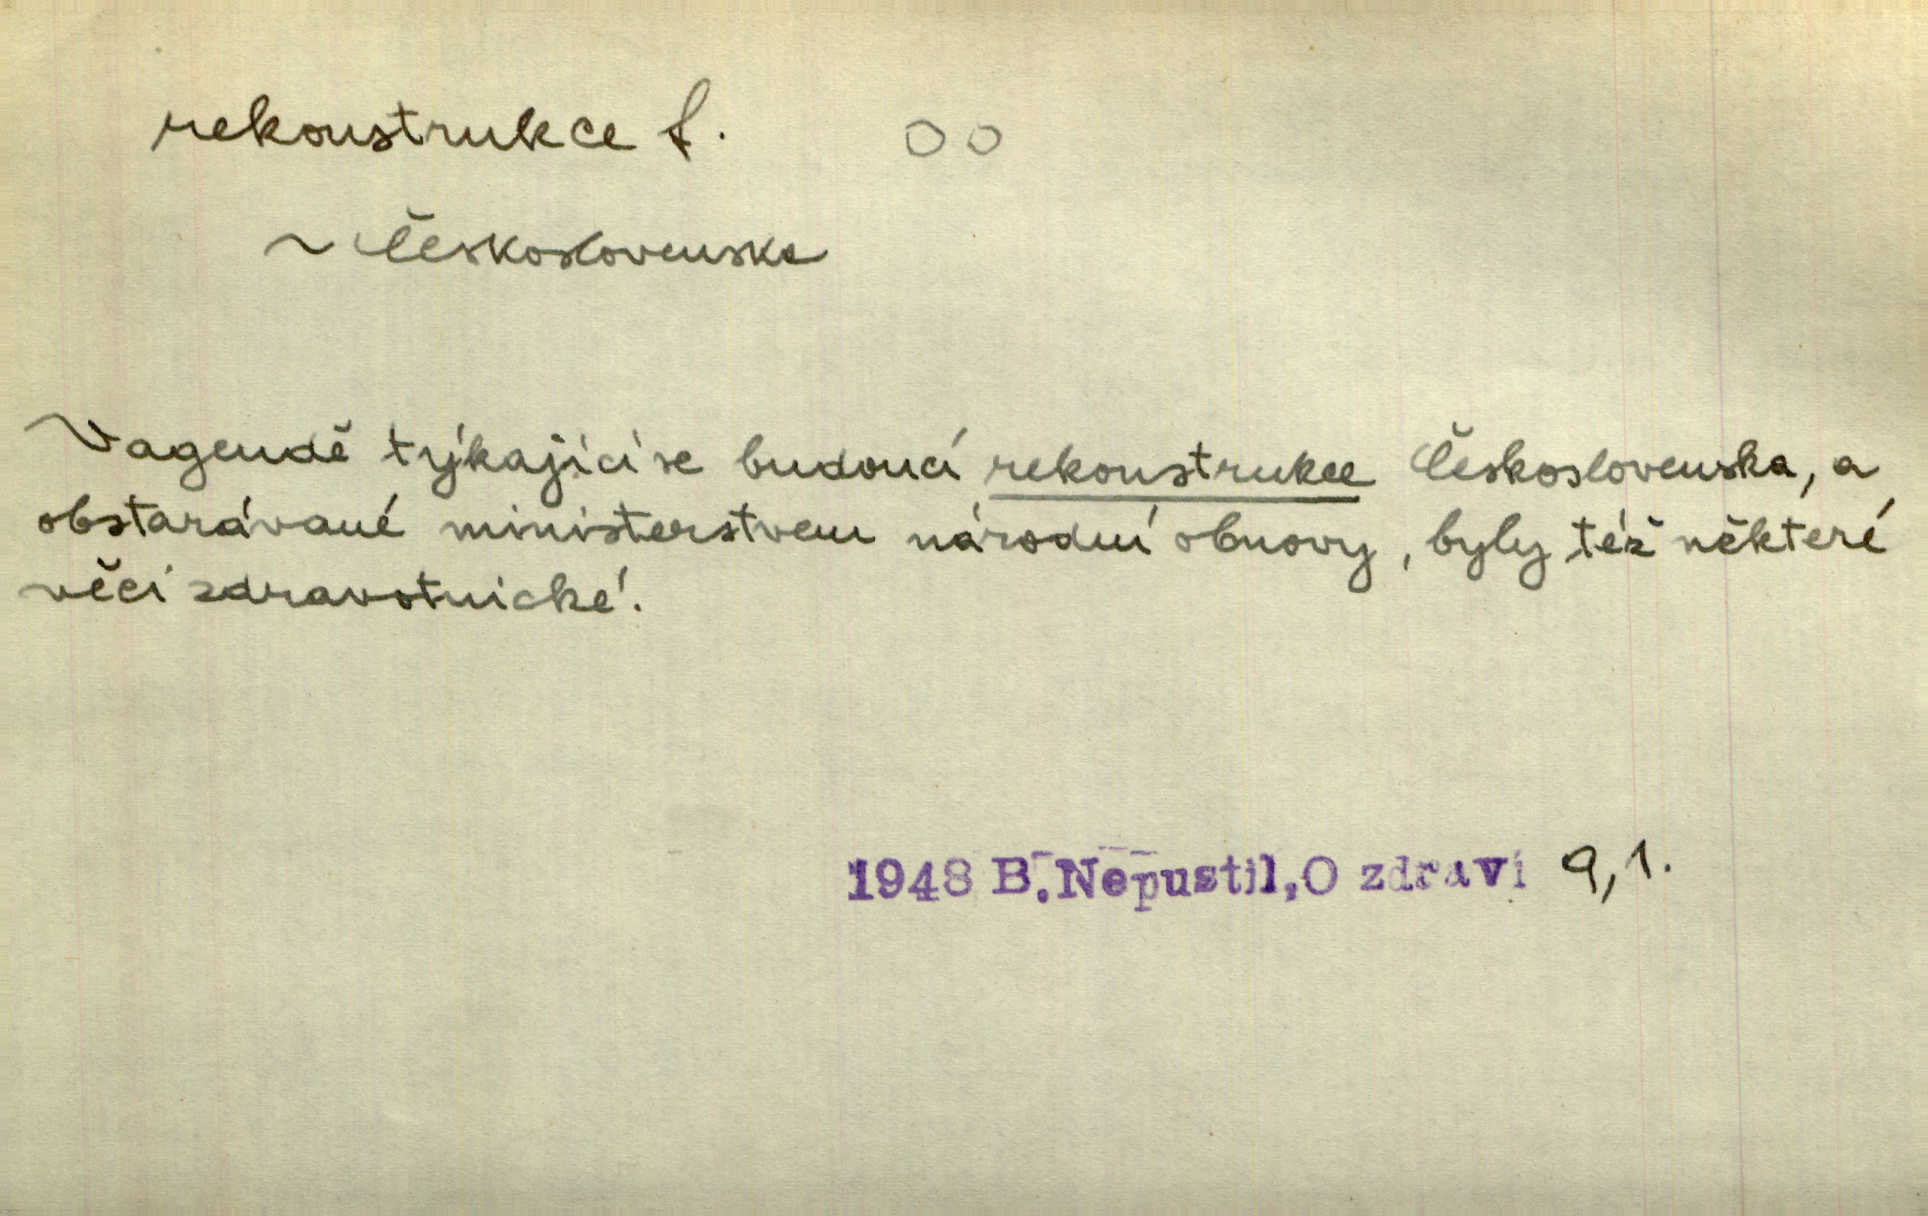 rekonstrukce f. OO
~ Československa
V agendě týkající se budoucí rekonstrukce Československa, a
obstarávané ministerstvem národní obnovy, byly též některé
věci zdravotnické.
1948 B. Nepustil, O zdraví 9,1.